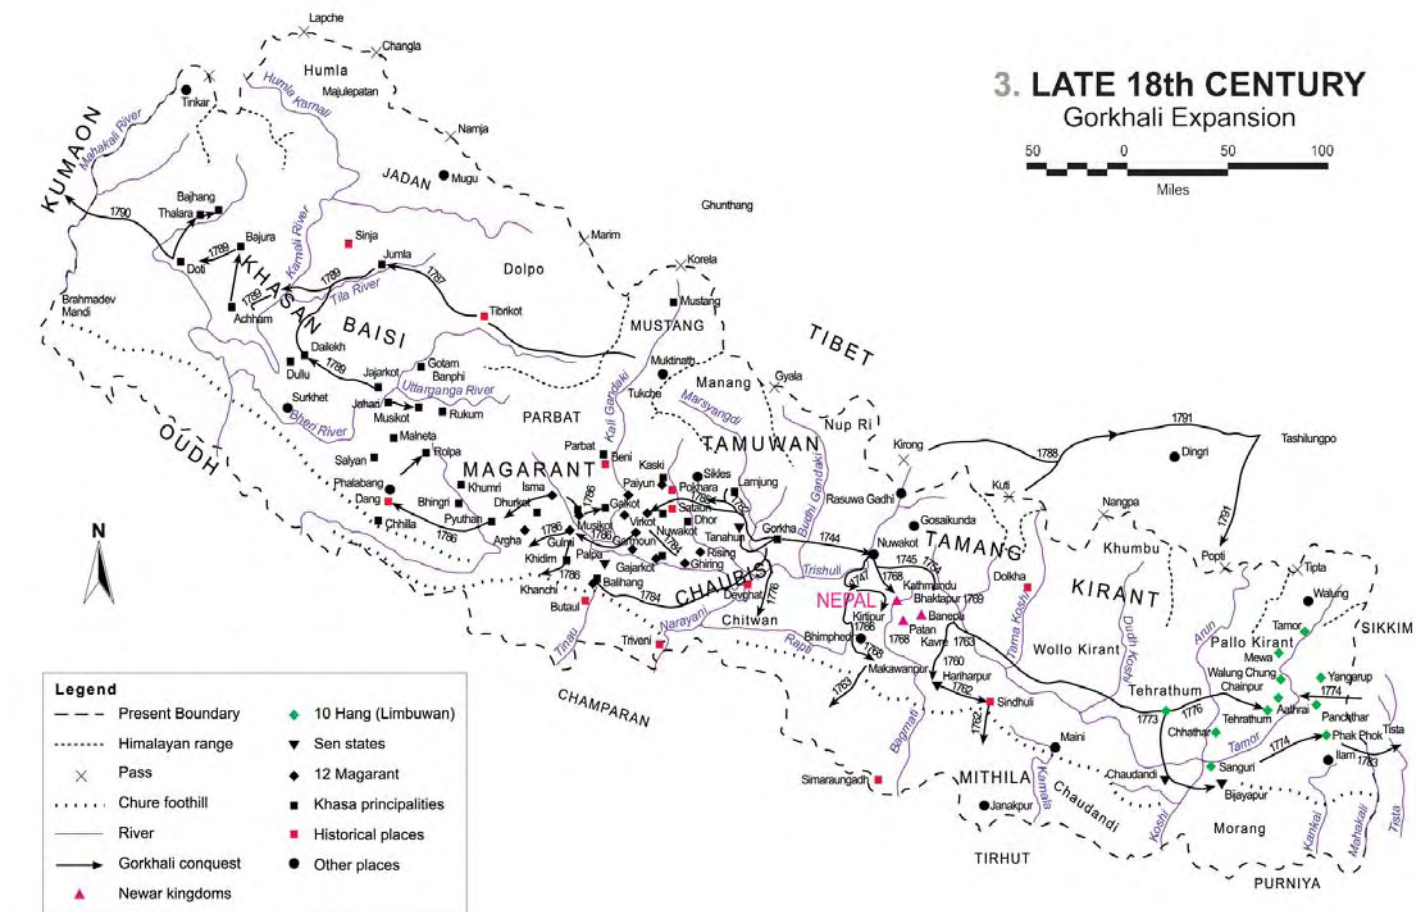 3. LATE 18th CENTURY
Gorkhali Expansion
50 0 50 100
Miles
Lapche
Changla
Humla
Majulepatan
Humla Karnali
Tinkar
Mahakali River
KUMAON
Namja
JADAN
Mugu
Bajhang
Thalara
1790
Ghunthang
Marim
Sinja
Bajura
1789
Doti
Karnali River
Jumla
Korela
Dolpo
1787
1789
Tila River
KHASAN
1789
Achham
Brahmadev
Mandi
Mustang
Tibrikot
MUSTANG
BAISI
TIBET
Dailekh
Dullu
1789
Gotam
Banphi
Jajarkot
Muktinath
Manang
Gyala
Tukche
Kali Gandaki
Marsyangdi
Uttarganga River
Surkhet
Jahari
Musikot
Rukum
Bheri River
PARBAT
Nup Ri
OUDH
TAMUWAN
Malneta
Rolpa
Salyan
Parbat
Beni
Kirong
1788
1791
Tashilungpo
Dingri
MAGARANT
Kaski
Sikles
Phalabang
Dang
Khumri
Isma
Paiyun
Pokhara
Lamjung
Budhi Gandaki
Rasuwa Gadhi
Kuti
Nangpa
Bhingri
Dhurkot
1786
Galkot
Sataun
1782
Chhilla
Pyuthan
Musikot
Virkot
Dhor
Nuwakot
Tanahun
Gorkha
1744
Gosaikunda
1791
1786
Argha
1786
Gulmi
1786
Garmoun
1784
Rising
Ghiring
Nuwakot
TAMANG
Khumbu
Popti
Tipta
Khidim
Palpa
Gajarkot
CHAUBISI
Trishuli
1745
1754
1786
Khanchi
Balihang
1784
Devghat
1776
1768
Kathmandu
Dolkha
KIRANT
Walung
Butaul
NEPAL
Bhaktapur 1769
Chitwan
Kirtipur
Banepa
Tama Koshi
Dudh Koshi
Arun
Tamor
SIKKIM
Narayani
Triveni
Tinau
Rapti
Bhimphedi
1766
1768
Patan
Kavre
1763
Wollo Kirant
Pallo Kirant
Mewa
1768
Makawanpur
1760
Hariharpur
1762
Walung Chung
Yangarup
1763
Sindhuli
Tehrathum
Chainpur
1774
CHAMPARAN
1762
1773
1776
Tehrathum
Aathrai
Panchthar
Bagmati
Chhathar
Tamor
1774
Phak Phok
Tista
Maini
Ilam
1783
Simaraungadh
MITHILA
Chaudandi
Sanguri
Bijayapur
Janakpur
Kamala
Chaudandi
Koshi
Morang
Kankai
Mahakali
Tista
TIRHUT
PURNIYA
N
Legend
Present Boundary
Himalayan range
Pass
Chure foothill
River
Gorkhali conquest
Newar kingdoms
10 Hang (Limbuwan)
Sen states
12 Magarant
Khasa principalities
Historical places
Other places